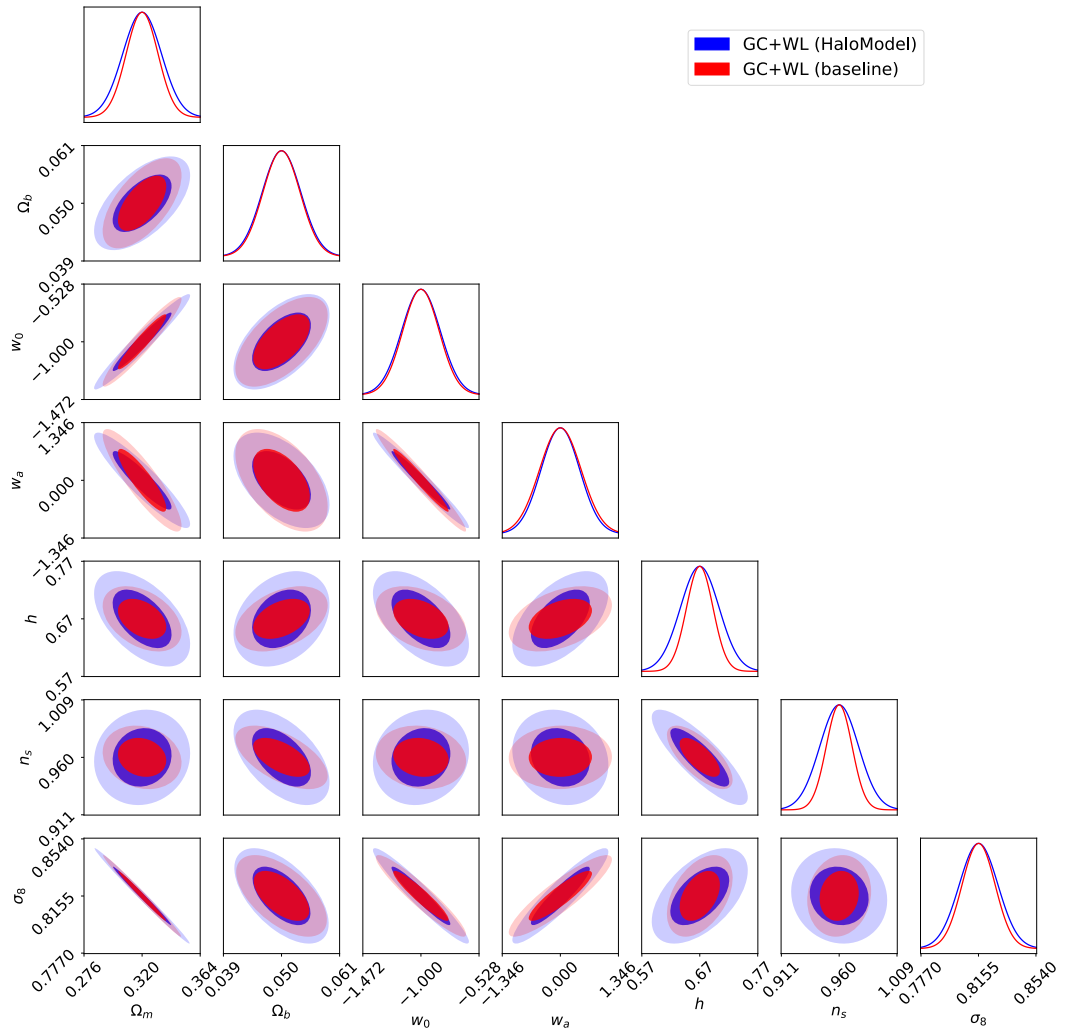 GC+WL (HaloModel)
GC+WL (baseline)
0.061
0.050
0.039
Ω_b
−0.528
−1.000
−1.472
w_0
1.346
0.000
−1.346
w_a
0.77
0.67
0.57
h
1.009
0.960
0.911
n_s
0.8540
0.8155
0.7770
σ_8
0.276 0.320 0.364 0.039 0.050 0.061 −1.472 −1.000 −0.528 −1.346 0.000 1.346 0.57 0.67 0.77 0.911 0.960 1.009 0.7770 0.8155 0.8540
Ω_m Ω_b w_0 w_a h n_s σ_8